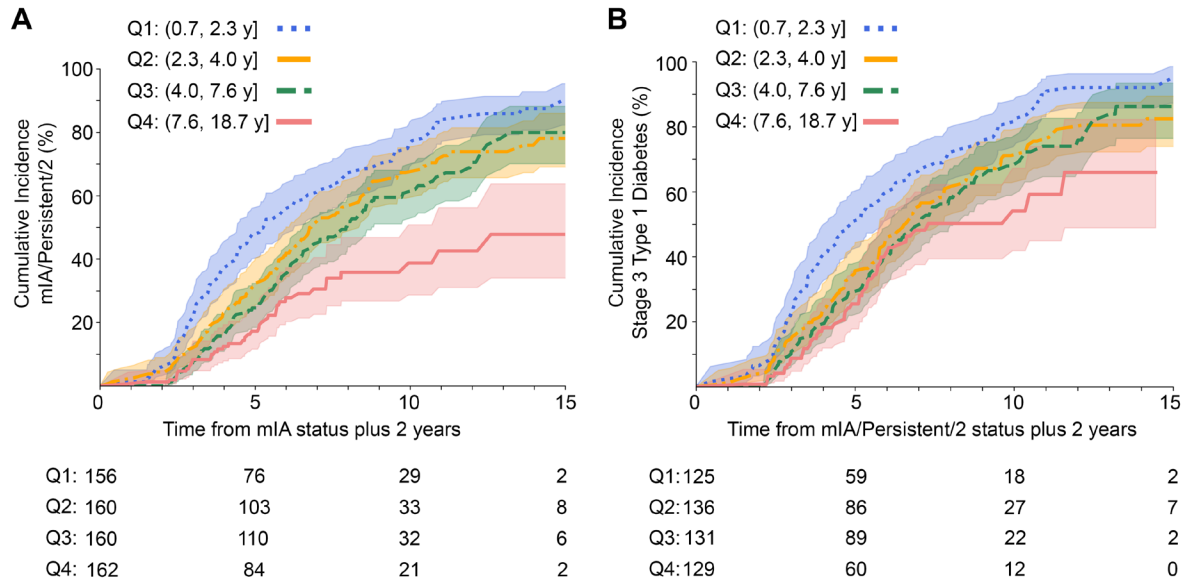 A
Q1: (0.7, 2.3 y]
Q2: (2.3, 4.0 y]
Q3: (4.0, 7.6 y]
Q4: (7.6, 18.7 y]
Cumulative Incidence
mIA/Persistent/2 (%)
100
80
60
40
20
0 5 10 15
Time from mIA status plus 2 years
Q1: 156 76 29 2
Q2: 160 103 33 8
Q3: 160 110 32 6
Q4: 162 84 21 2
B
Q1: (0.7, 2.3 y]
Q2: (2.3, 4.0 y]
Q3: (4.0, 7.6 y]
Q4: (7.6, 18.7 y]
Cumulative Incidence
Stage 3 Type 1 Diabetes (%)
100
80
60
40
20
0 5 10 15
Time from mIA/Persistent/2 status plus 2 years
Q1: 125 59 18 2
Q2: 136 86 27 7
Q3: 131 89 22 2
Q4: 129 60 12 0